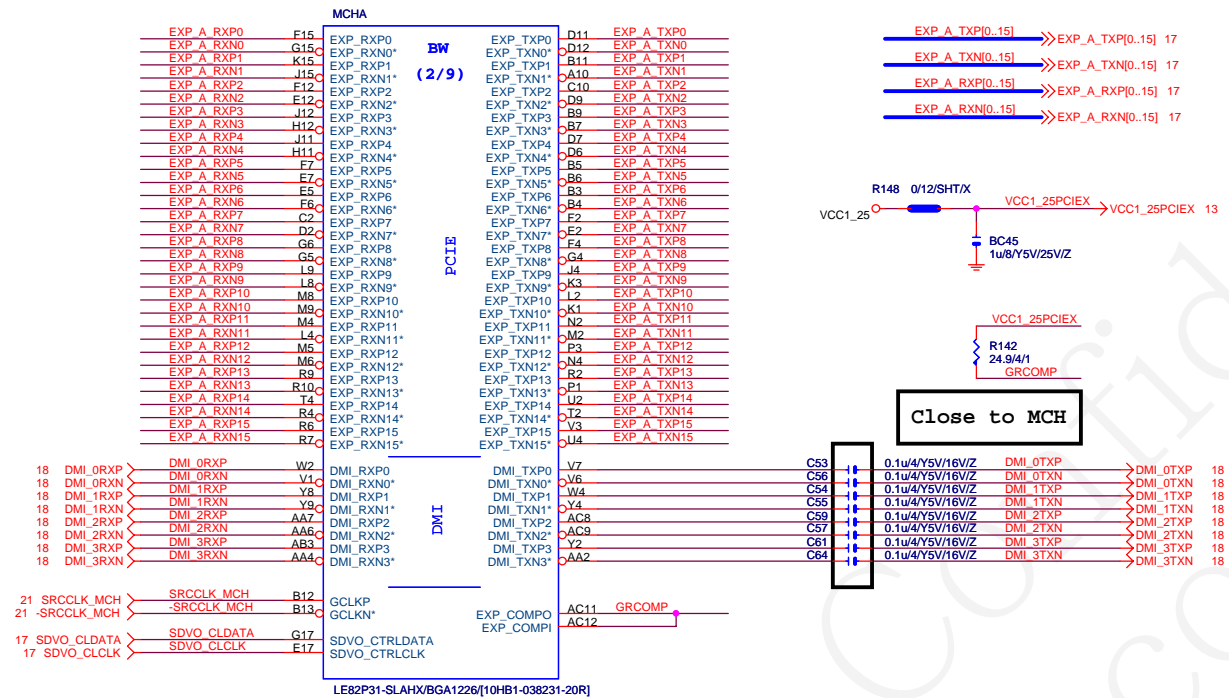 MCHA
BW
(2/9)
EXP_A_RXP0 F15 EXP_RXP0 EXP_TXP0 D11 EXP_A_TXP0
EXP_A_RXN0 G15 EXP_RXN0* EXP_TXN0* D12 EXP_A_TXN0
EXP_A_RXP1 K15 EXP_RXP1 EXP_TXP1 B11 EXP_A_TXP1
EXP_A_RXN1 J15 EXP_RXN1* EXP_TXN1* A10 EXP_A_TXN1
EXP_A_RXP2 F12 EXP_RXP2 EXP_TXP2 C10 EXP_A_TXP2
EXP_A_RXN2 E12 EXP_RXN2* EXP_TXN2* D9 EXP_A_TXN2
EXP_A_RXP3 J12 EXP_RXP3 EXP_TXP3 B9 EXP_A_TXP3
EXP_A_RXN3 H12 EXP_RXN3* EXP_TXN3* B7 EXP_A_TXN3
EXP_A_RXP4 J11 EXP_RXP4 EXP_TXP4 D7 EXP_A_TXP4
EXP_A_RXN4 H11 EXP_RXN4* EXP_TXN4* D6 EXP_A_TXN4
EXP_A_RXP5 F7 EXP_RXP5 EXP_TXP5 B5 EXP_A_TXP5
EXP_A_RXN5 E7 EXP_RXN5* EXP_TXN5* B6 EXP_A_TXN5
EXP_A_RXP6 E5 EXP_RXP6 EXP_TXP6 B3 EXP_A_TXP6
EXP_A_RXN6 F6 EXP_RXN6* EXP_TXN6* B4 EXP_A_TXN6
EXP_A_RXP7 C2 EXP_RXP7 EXP_TXP7 F2 EXP_A_TXP7
EXP_A_RXN7 D2 EXP_RXN7* EXP_TXN7* E2 EXP_A_TXN7
EXP_A_RXP8 G6 EXP_RXP8 EXP_TXP8 F4 EXP_A_TXP8
EXP_A_RXN8 G5 EXP_RXN8* EXP_TXN8* G4 EXP_A_TXN8
EXP_A_RXP9 L9 EXP_RXP9 EXP_TXP9 J4 EXP_A_TXP9
EXP_A_RXN9 L8 EXP_RXN9* EXP_TXN9* K3 EXP_A_TXN9
EXP_A_RXP10 M8 EXP_RXP10 EXP_TXP10 L2 EXP_A_TXP10
EXP_A_RXN10 M9 EXP_RXN10* EXP_TXN10* K1 EXP_A_TXN10
EXP_A_RXP11 M4 EXP_RXP11 EXP_TXP11 N2 EXP_A_TXP11
EXP_A_RXN11 L4 EXP_RXN11* EXP_TXN11* M2 EXP_A_TXN11
EXP_A_RXP12 M5 EXP_RXP12 EXP_TXP12 P3 EXP_A_TXP12
EXP_A_RXN12 M6 EXP_RXN12* EXP_TXN12* N4 EXP_A_TXN12
EXP_A_RXP13 R9 EXP_RXP13 EXP_TXP13 R2 EXP_A_TXP13
EXP_A_RXN13 R10 EXP_RXN13* EXP_TXN13* P1 EXP_A_TXN13
EXP_A_RXP14 T4 EXP_RXP14 EXP_TXP14 U2 EXP_A_TXP14
EXP_A_RXN14 R4 EXP_RXN14* EXP_TXN14* T2 EXP_A_TXN14
EXP_A_RXP15 R6 EXP_RXP15 EXP_TXP15 V3 EXP_A_TXP15
EXP_A_RXN15 R7 EXP_RXN15* EXP_TXN15* U4 EXP_A_TXN15
PCIE
EXP_A_TXP[0..15] EXP_A_TXP[0..15] 17
EXP_A_TXN[0..15] EXP_A_TXN[0..15] 17
EXP_A_RXP[0..15] EXP_A_RXP[0..15] 17
EXP_A_RXN[0..15] EXP_A_RXN[0..15] 17
R148 0/12/SHT/X
VCC1_25 VCC1_25PCIEX VCC1_25PCIEX 13
BC45
1u/8/Y5V/25V/Z
VCC1_25PCIEX
R142
24.9/4/1
GRCOMP
Close to MCH
18 DMI_0RXP DMI_0RXP W2 DMI_RXP0 DMI_TXP0 V7 C53 0.1u/4/Y5V/16V/Z DMI_0TXP DMI_0TXP 18
18 DMI_0RXN DMI_0RXN V1 DMI_RXN0* DMI_TXN0* V6 C56 0.1u/4/Y5V/16V/Z DMI_0TXN DMI_0TXN 18
18 DMI_1RXP DMI_1RXP Y8 DMI_RXP1 DMI_TXP1 W4 C54 0.1u/4/Y5V/16V/Z DMI_1TXP DMI_1TXP 18
18 DMI_1RXN DMI_1RXN Y9 DMI_RXN1* DMI_TXN1* Y4 C55 0.1u/4/Y5V/16V/Z DMI_1TXN DMI_1TXN 18
18 DMI_2RXP DMI_2RXP AA7 DMI_RXP2 DMI_TXP2 AC8 C59 0.1u/4/Y5V/16V/Z DMI_2TXP DMI_2TXP 18
18 DMI_2RXN DMI_2RXN AA6 DMI_RXN2* DMI_TXN2* AC9 C57 0.1u/4/Y5V/16V/Z DMI_2TXN DMI_2TXN 18
18 DMI_3RXP DMI_3RXP AB3 DMI_RXP3 DMI_TXP3 Y2 C61 0.1u/4/Y5V/16V/Z DMI_3TXP DMI_3TXP 18
18 DMI_3RXN DMI_3RXN AA4 DMI_RXN3* DMI_TXN3* AA2 C64 0.1u/4/Y5V/16V/Z DMI_3TXN DMI_3TXN 18
DMI
21 SRCCLK_MCH SRCCLK_MCH B12 GCLKP
21 -SRCCLK_MCH -SRCCLK_MCH B13 GCLKN*
EXP_COMPO AC11 GRCOMP
EXP_COMPI AC12
17 SDVO_CLDATA SDVO_CLDATA G17 SDVO_CTRLDATA
17 SDVO_CLCLK SDVO_CLCLK E17 SDVO_CTRLCLK
LE82P31-SLAHX/BGA1226/[10HB1-038231-20R]
Confid